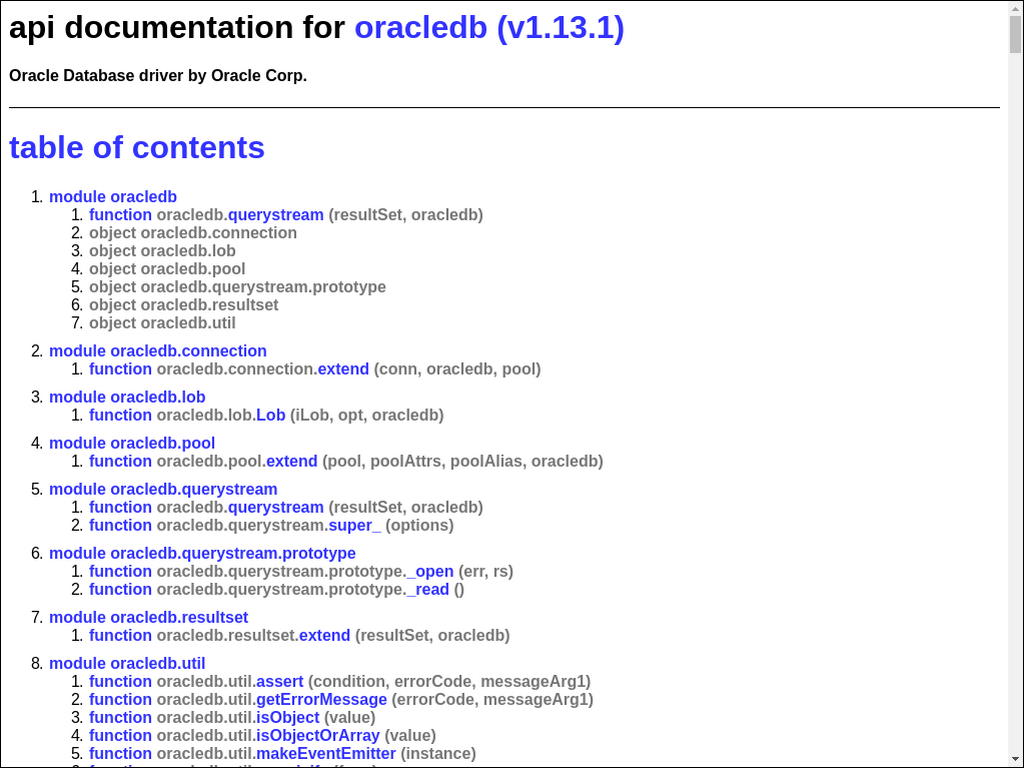 api documentation for oracledb (v1.13.1)
Oracle Database driver by Oracle Corp.
table of contents
1. module oracledb
1. function oracledb.querystream (resultSet, oracledb)
2. object oracledb.connection
3. object oracledb.lob
4. object oracledb.pool
5. object oracledb.querystream.prototype
6. object oracledb.resultset
7. object oracledb.util
2. module oracledb.connection
1. function oracledb.connection.extend (conn, oracledb, pool)
3. module oracledb.lob
1. function oracledb.lob.Lob (iLob, opt, oracledb)
4. module oracledb.pool
1. function oracledb.pool.extend (pool, poolAttrs, poolAlias, oracledb)
5. module oracledb.querystream
1. function oracledb.querystream (resultSet, oracledb)
2. function oracledb.querystream.super_ (options)
6. module oracledb.querystream.prototype
1. function oracledb.querystream.prototype._open (err, rs)
2. function oracledb.querystream.prototype._read ()
7. module oracledb.resultset
1. function oracledb.resultset.extend (resultSet, oracledb)
8. module oracledb.util
1. function oracledb.util.assert (condition, errorCode, messageArg1)
2. function oracledb.util.getErrorMessage (errorCode, messageArg1)
3. function oracledb.util.isObject (value)
4. function oracledb.util.isObjectOrArray (value)
5. function oracledb.util.makeEventEmitter (instance)